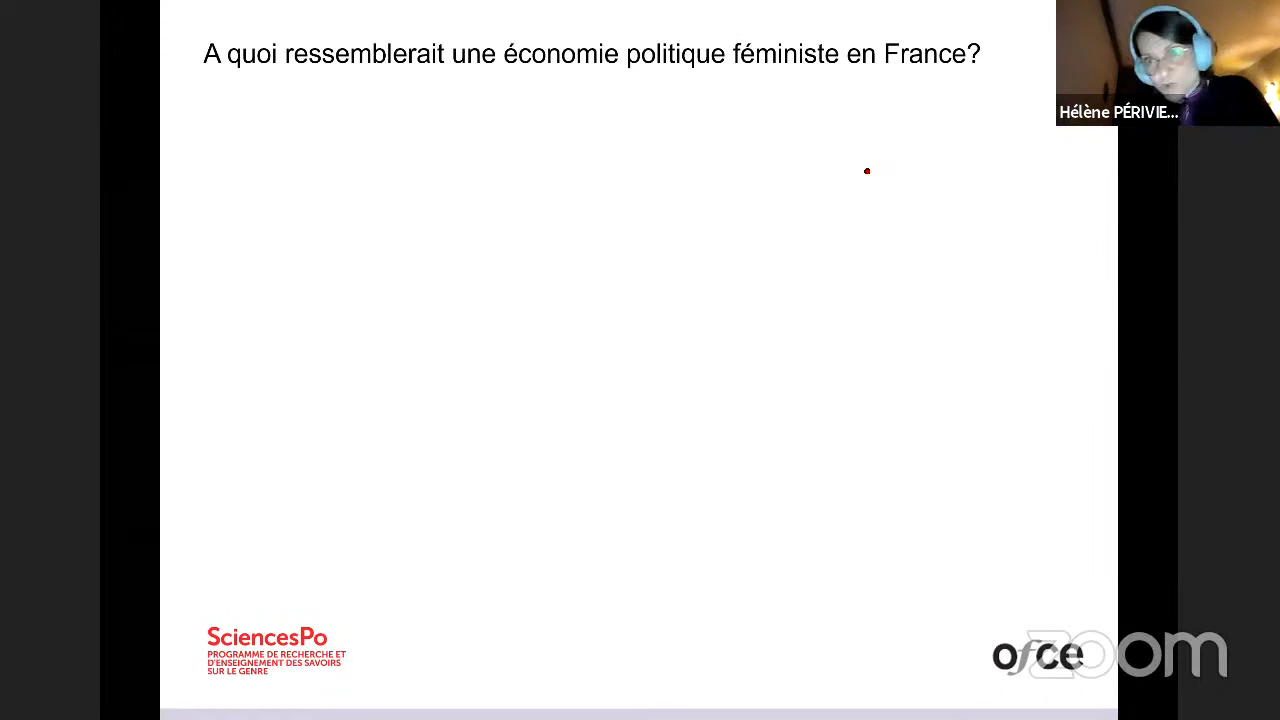 A quoi ressemblerait une économie politique féministe en France?
Hélène PÉRIVIE...
SciencesPo
PROGRAMME DE RECHERCHE ET
D'ENSEIGNEMENT DES SAVOIRS
SUR LE GENRE
ofce
zoom